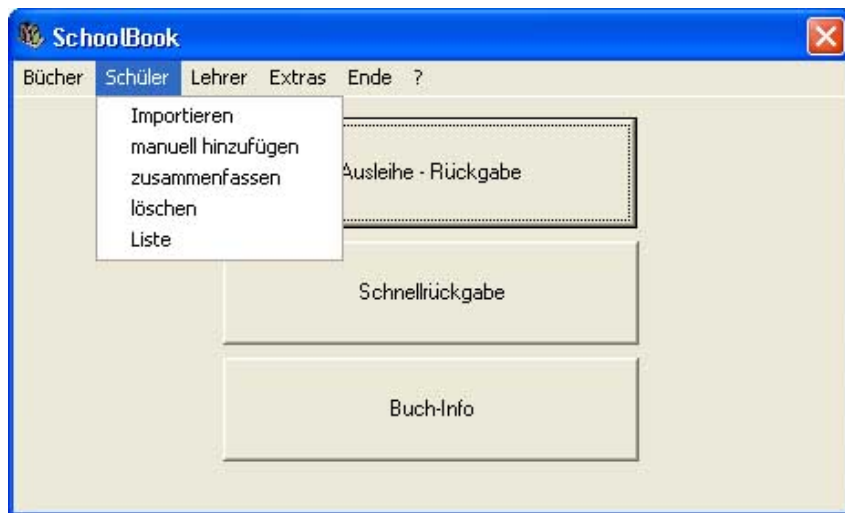 SchoolBook
Bücher Schüler Lehrer Extras Ende ?
Importieren
manuell hinzufügen
zusammenfassen
löschen
Liste
Ausleihe - Rückgabe
Schnellrückgabe
Buch-Info